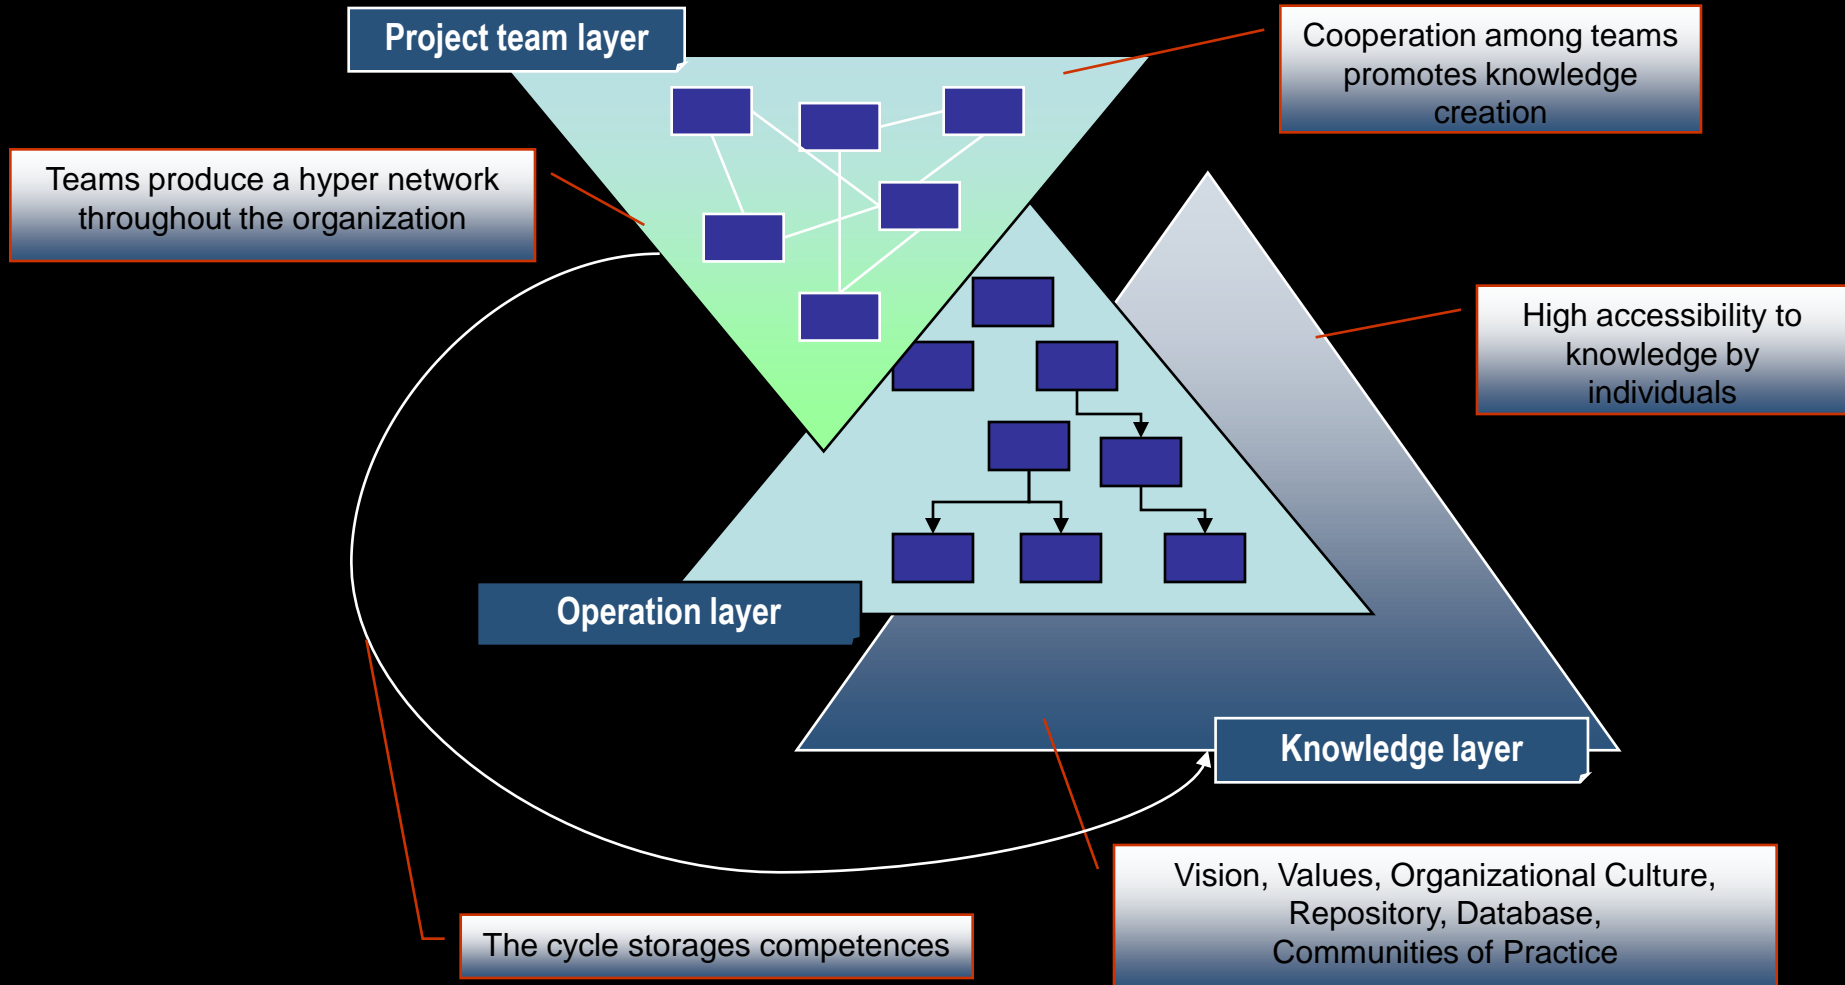 Project team layer
Cooperation among teams
promotes knowledge
creation
Teams produce a hyper network
throughout the organization
High accessibility to
knowledge by
individuals
Operation layer
Knowledge layer
Vision, Values, Organizational Culture,
Repository, Database,
Communities of Practice
The cycle storages competences